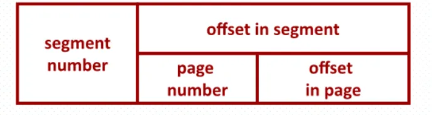 segment
number
offset in segment
page
number
offset
in page